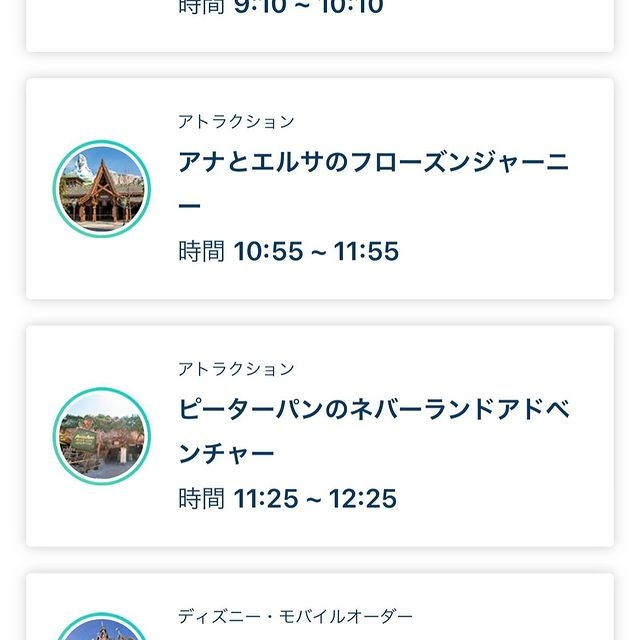 時間 9:10 ~ 10:10
アトラクション
アナとエルサのフローズンジャーニ
ー
時間 10:55 ~ 11:55
アトラクション
ピーターパンのネバーランドアドベ
ンチャー
時間 11:25 ~ 12:25
ディズニー・モバイルオーダー